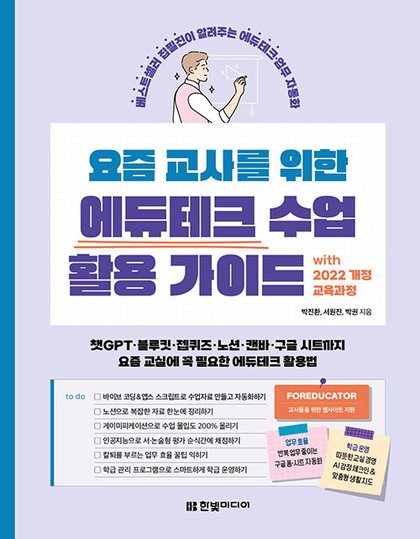 베스트셀러 집필진이 알려주는 에듀테크 업무 자동화
요즘 교사를 위한
에듀테크 수업
활용 가이드
with
2022 개정
교육과정
박진환, 서원진, 박권 지음
챗GPT·블루킷·잽퀴즈·노션·캔바·구글 시트까지
요즘 교실에 꼭 필요한 에듀테크 활용법
to do
바이브 코딩&앱스 스크립트로 수업자료 만들고 자동화하기
노션으로 복잡한 자료 한눈에 정리하기
게이미피케이션으로 수업 몰입도 200% 올리기
인공지능으로 서·논술형 평가 순식간에 채점하기
칼퇴를 부르는 업무 효율 꿀팁 익히기
학급 관리 프로그램으로 스마트하게 학급 운영하기
FOREDUCATOR
교사들을 위한 웹사이트 지원
업무 효율
반복 업무 줄이는
구글 폼·시트 자동화
학급 운영
따뜻한 교실 경영
AI 감정 체크인&
맞춤형 생활지도
한빛미디어